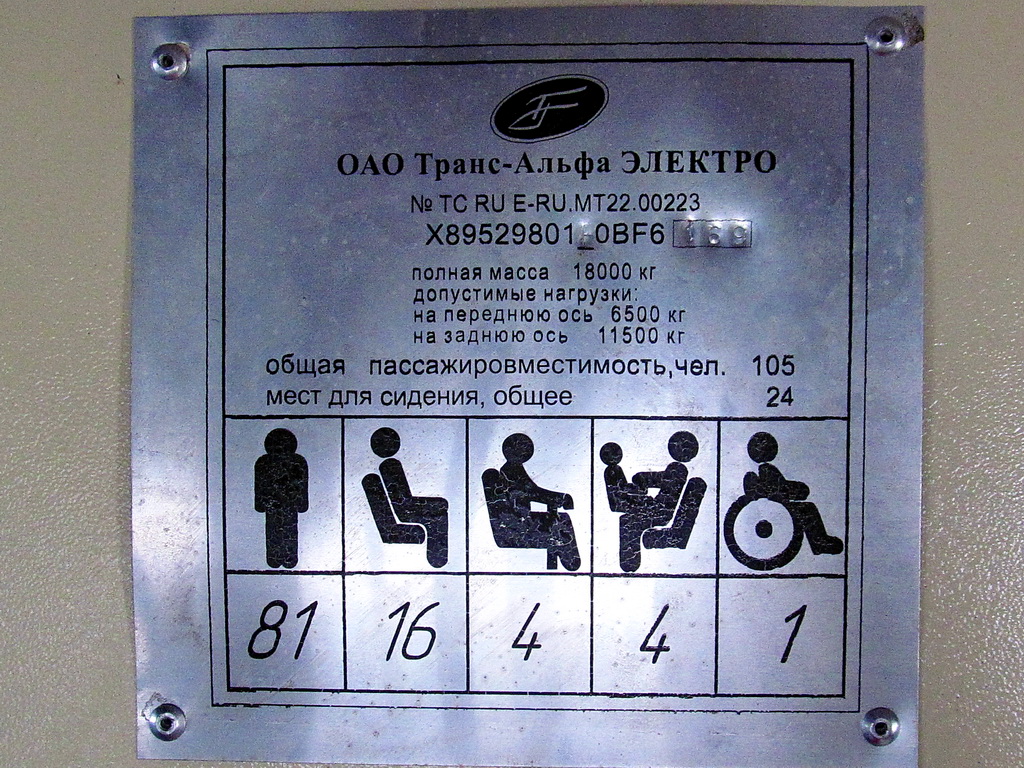 ОАО Транс-Альфа ЭЛЕКТРО
№ ТС RU Е-RU.МТ22.00223
полная масса 18000 кг
допустимые нагрузки:
на переднюю ось 6500 кг
на заднюю ось 11500 кг
общая пассажировместимость,чел. 105
мест для сидения, общее 24
81 16 4 4 1